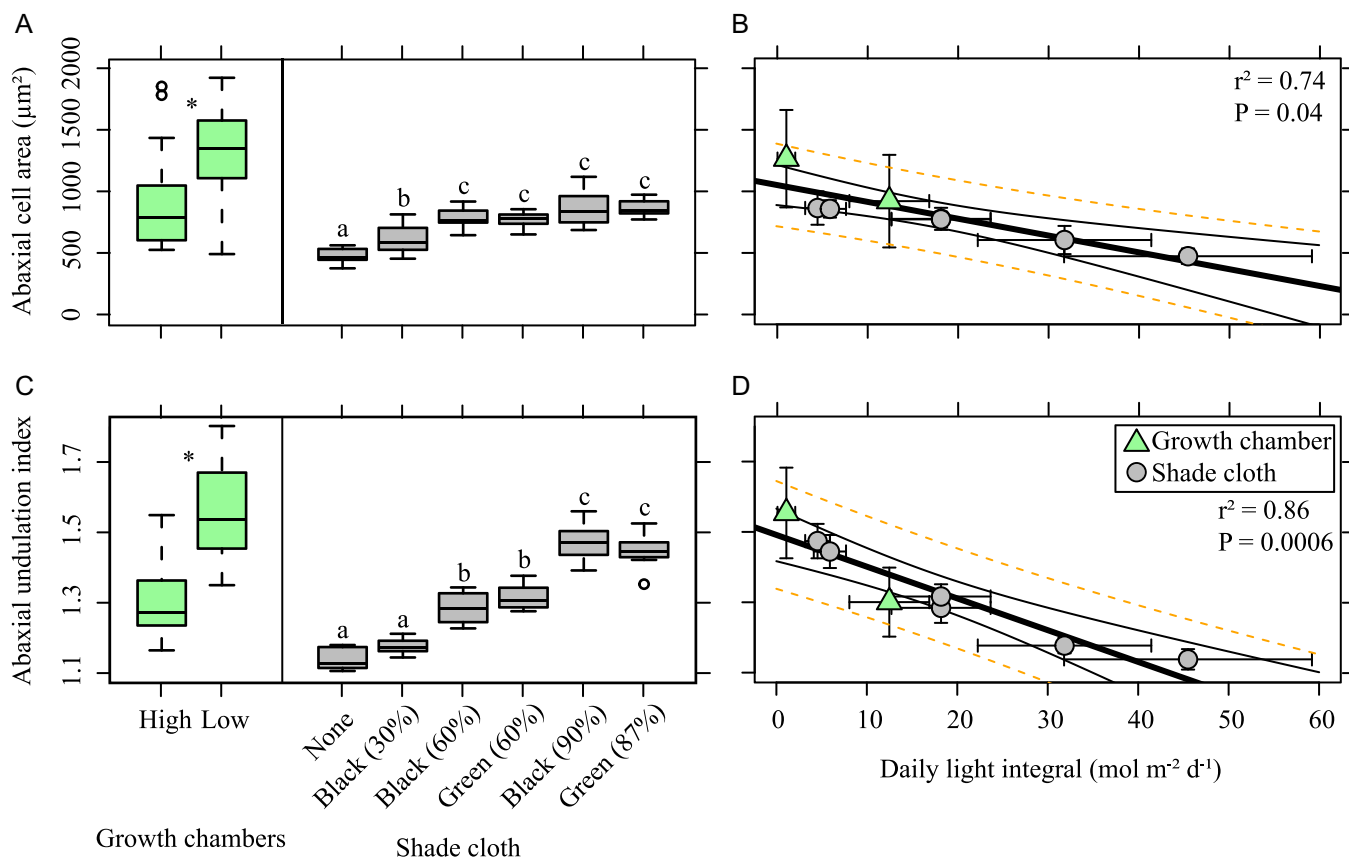 A
Abaxial cell area (µm²)
0 500 1000 1500 2000
*
a
b
c
c
c
c
B
r² = 0.74
P = 0.04
C
Abaxial undulation index
1.1 1.3 1.5 1.7
*
a
a
b
b
c
c
High Low
None
Black (30%)
Black (60%)
Green (60%)
Black (90%)
Green (87%)
Growth chambers
Shade cloth
D
Growth chamber
Shade cloth
r² = 0.86
P = 0.0006
0 10 20 30 40 50 60
Daily light integral (mol m⁻² d⁻¹)